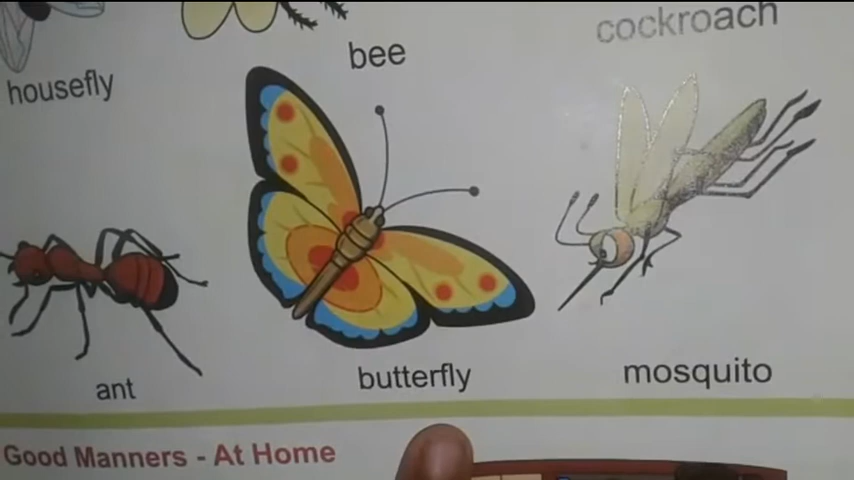 cockroach
bee
housefly
ant
butterfly
mosquito
Good Manners - At Home